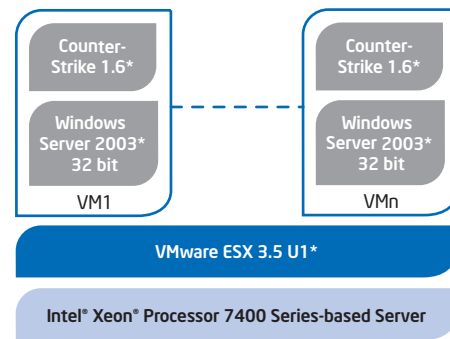 Counter-
Strike 1.6*
Windows
Server 2003*
32 bit
VM1
Counter-
Strike 1.6*
Windows
Server 2003*
32 bit
VMn
VMware ESX 3.5 U1*
Intel® Xeon® Processor 7400 Series-based Server